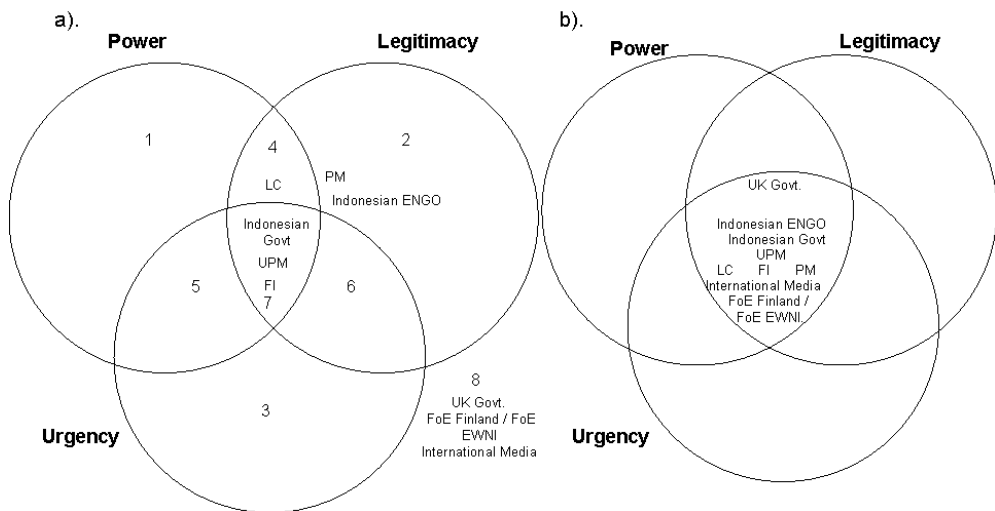 a).
Power
Legitimacy
1
4
2
LC
PM
Indonesian ENGO
Indonesian
Govt
UPM
FI
7
5
6
3
Urgency
8
UK Govt.
FoE Finland / FoE
EWNI
International Media
b).
Power
Legitimacy
UK Govt.
Indonesian ENGO
Indonesian Govt
UPM
LC FI PM
International Media
FoE Finland /
FoE EWNI.
Urgency